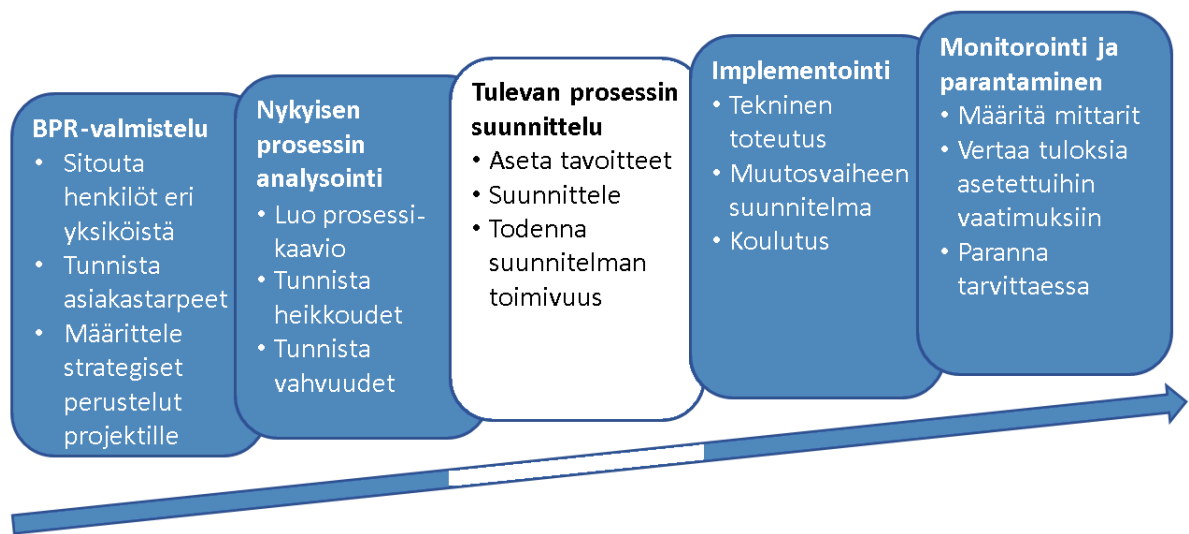 BPR-valmistelu
• Sitouta
henkilöt eri
yksiköistä
• Tunnista
asiakastarpeet
• Määrittele
strategiset
perustelut
projektille
Nykyisen
prosessin
analysointi
• Luo prosessi-
kaavio
• Tunnista
heikkoudet
• Tunnista
vahvuudet
Tulevan prosessin
suunnittelu
• Aseta tavoitteet
• Suunnittele
• Todenna
suunnitelman
toimivuus
Implementointi
• Tekninen
toteutus
• Muutosvaiheen
suunnitelma
• Koulutus
Monitorointi ja
parantaminen
• Määritä mittarit
• Vertaa tuloksia
asetettuihin
vaatimuksiin
• Paranna
tarvittaessa